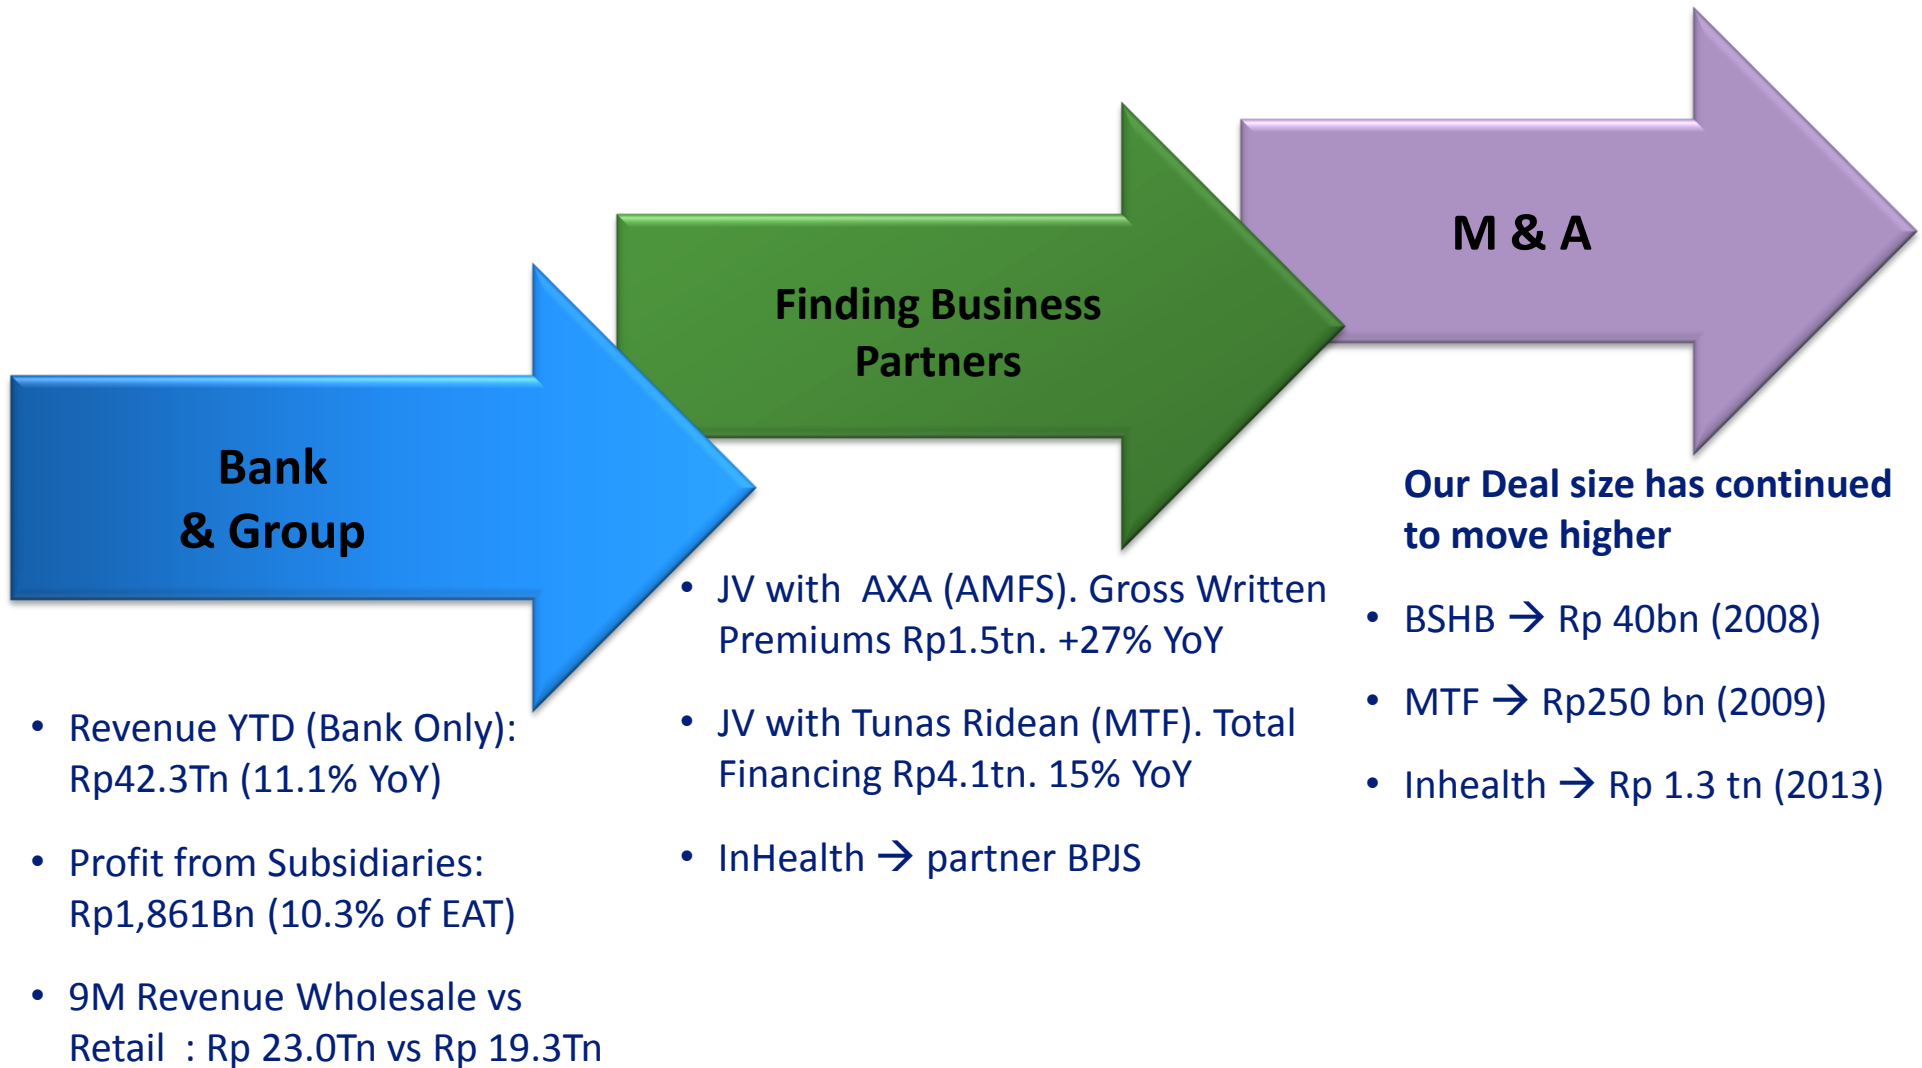 Bank
& Group
• Revenue YTD (Bank Only):
Rp42.3Tn (11.1% YoY)
• Profit from Subsidiaries:
Rp1,861Bn (10.3% of EAT)
• 9M Revenue Wholesale vs
Retail : Rp 23.0Tn vs Rp 19.3Tn
Finding Business
Partners
• JV with AXA (AMFS). Gross Written
Premiums Rp1.5tn. +27% YoY
• JV with Tunas Ridean (MTF). Total
Financing Rp4.1tn. 15% YoY
• InHealth → partner BPJS
M & A
Our Deal size has continued
to move higher
• BSHB → Rp 40bn (2008)
• MTF → Rp250 bn (2009)
• Inhealth → Rp 1.3 tn (2013)